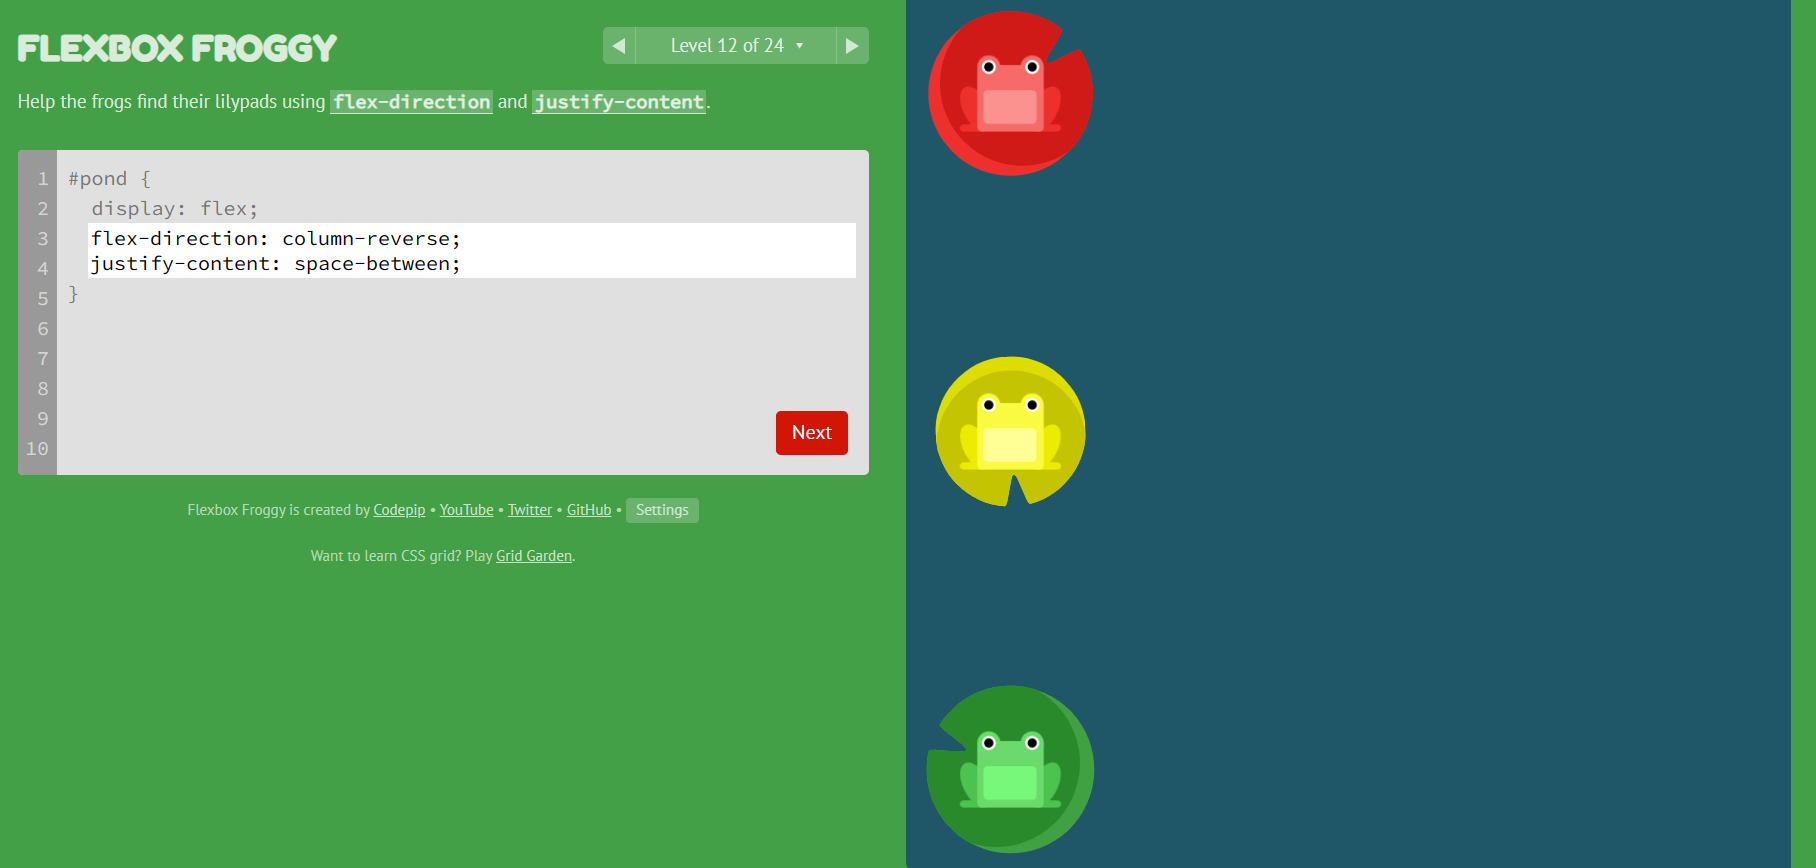 FLEXBOX FROGGY
◀ Level 12 of 24 ▾ ▶
Help the frogs find their lilypads using flex-direction and justify-content.
1 #pond {
2 display: flex;
3 flex-direction: column-reverse;
4 justify-content: space-between;
5 }
6
7
8
9
10
Next
Flexbox Froggy is created by Codepip • YouTube • Twitter • GitHub • Settings
Want to learn CSS grid? Play Grid Garden.